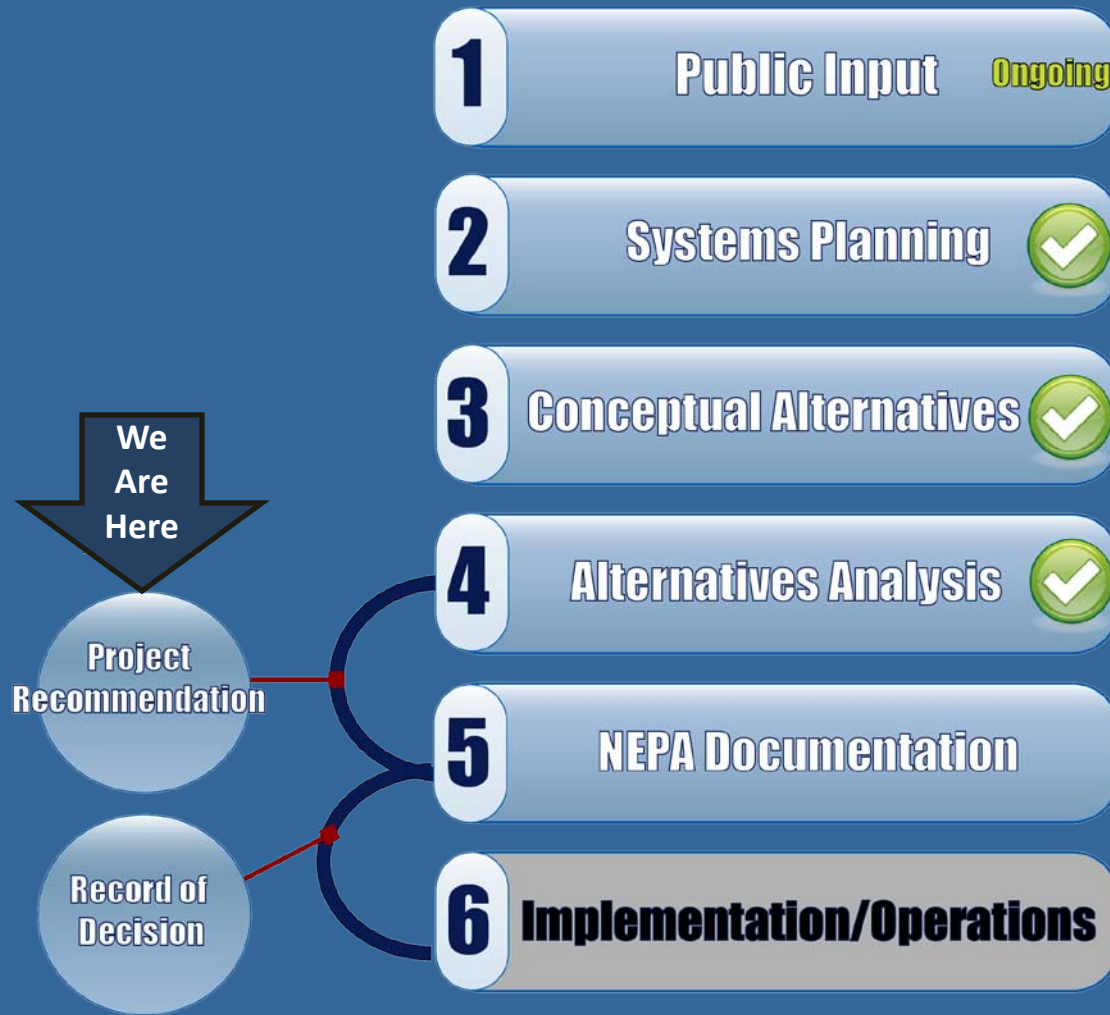 1 Public Input Ongoing
2 Systems Planning
3 Conceptual Alternatives
We
Are
Here
4 Alternatives Analysis
Project
Recommendation
5 NEPA Documentation
Record of
Decision
6 Implementation/Operations